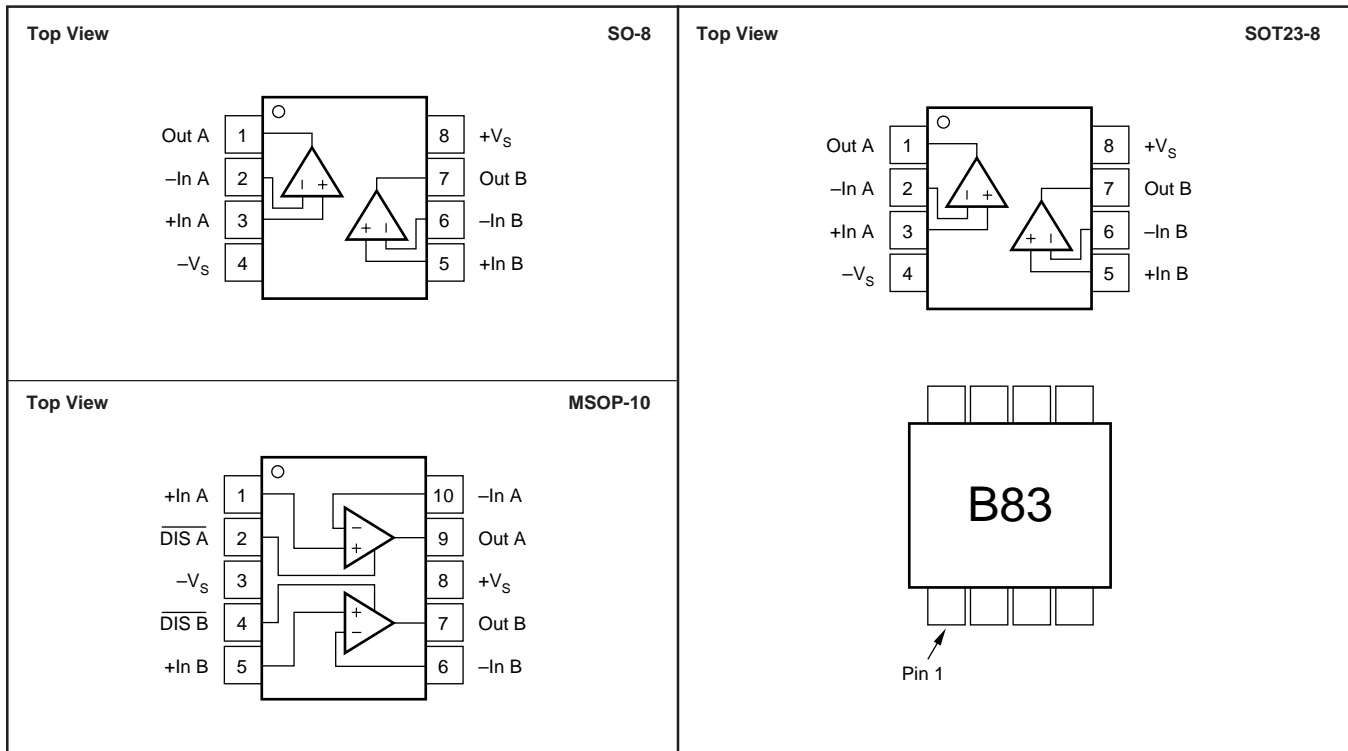 Top View SO-8
Out A 1 8 +VS
–In A 2 7 Out B
+In A 3 6 –In B
–VS 4 5 +In B
– +
+ –
Top View MSOP-10
+In A 1 10 –In A
DIS A 2 9 Out A
–VS 3 8 +VS
DIS B 4 7 Out B
+In B 5 6 –In B
–
+
+
–
Top View SOT23-8
Out A 1 8 +VS
–In A 2 7 Out B
+In A 3 6 –In B
–VS 4 5 +In B
– +
+ –
B83
Pin 1